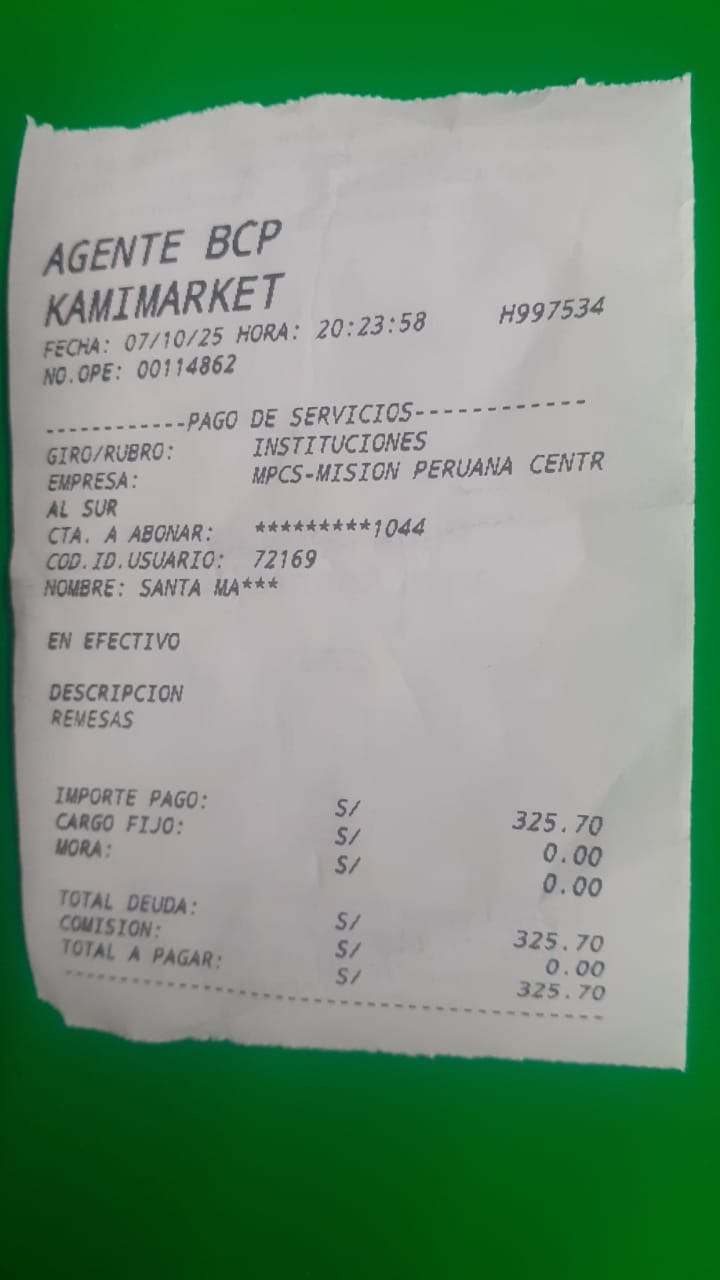 AGENTE BCP
KAMIMARKET
FECHA: 07/10/25 HORA: 20:23:58 H997534
NO.OPE: 00114862
------------PAGO DE SERVICIOS------------
GIRO/RUBRO: INSTITUCIONES
EMPRESA: MPCS-MISION PERUANA CENTR
AL SUR
CTA. A ABONAR: *********1044
COD.ID.USUARIO: 72169
NOMBRE: SANTA MA***
EN EFECTIVO
DESCRIPCION
REMESAS
IMPORTE PAGO: S/ 325.70
CARGO FIJO: S/ 0.00
MORA: S/ 0.00
TOTAL DEUDA: S/ 325.70
COMISION: S/ 0.00
TOTAL A PAGAR: S/ 325.70